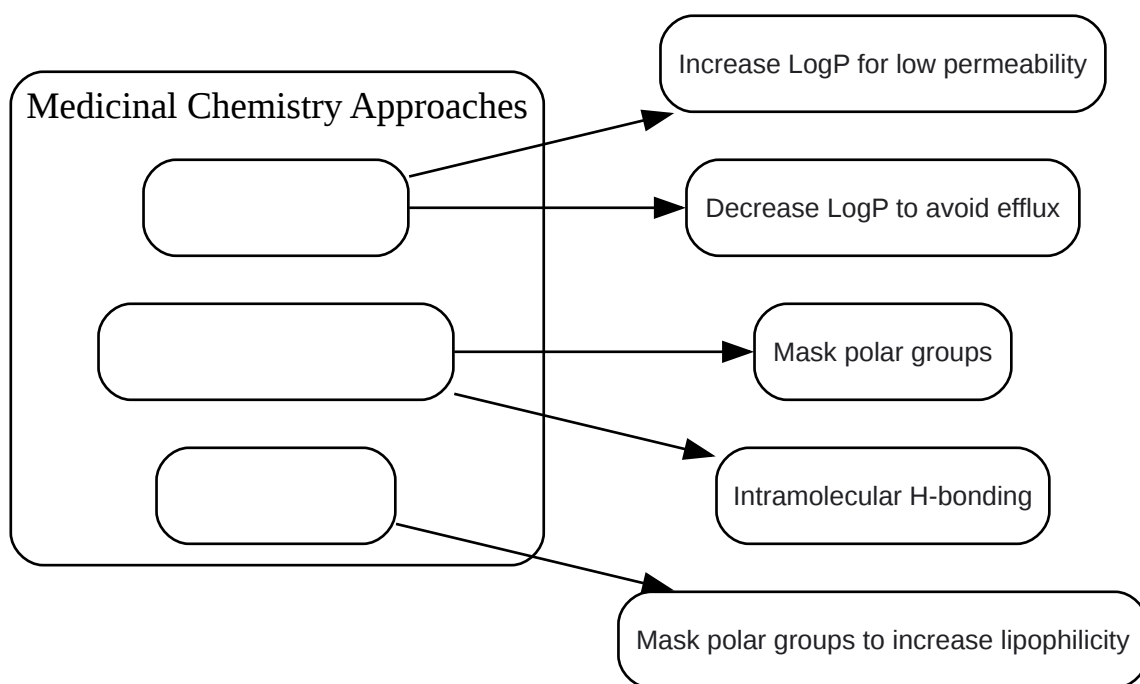 Medicinal Chemistry Approaches
Increase LogP for low permeability
Decrease LogP to avoid efflux
Mask polar groups
Intramolecular H-bonding
Mask polar groups to increase lipophilicity